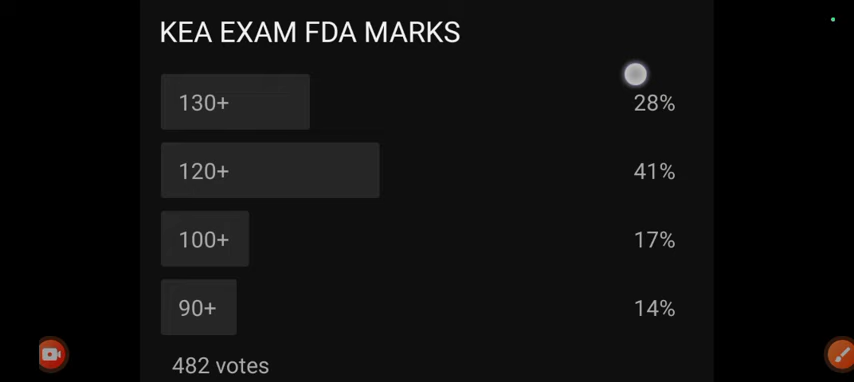 KEA EXAM FDA MARKS
130+ 28%
120+ 41%
100+ 17%
90+ 14%
482 votes